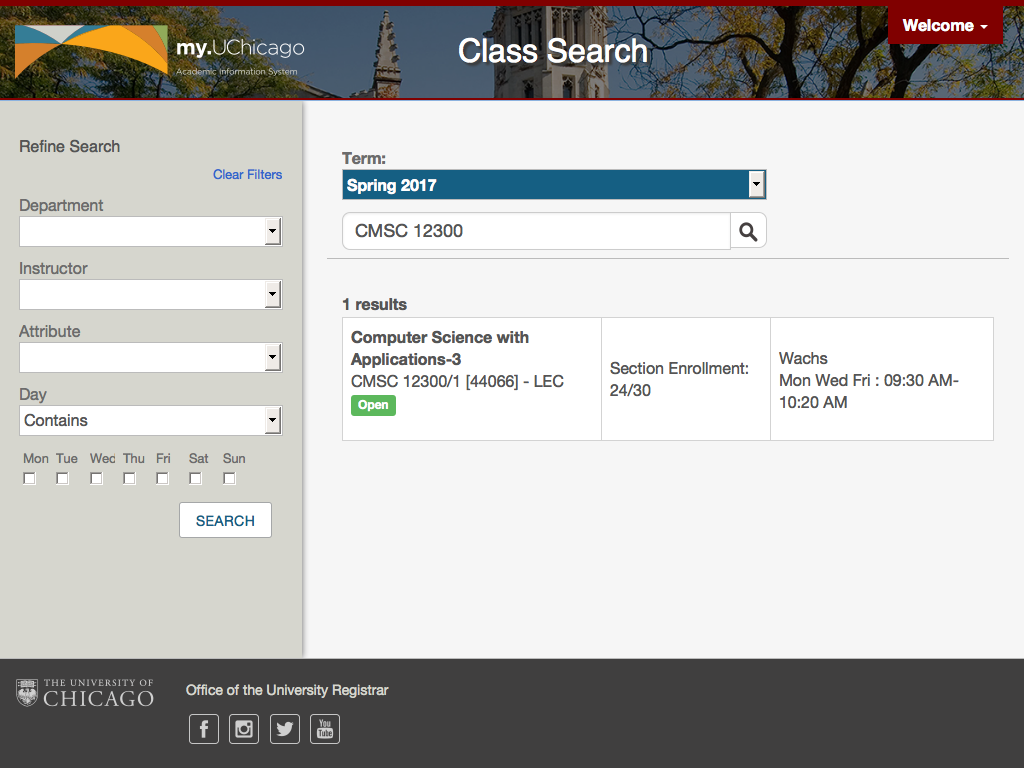 my.UChicago
Academic Information System
Class Search
Welcome
Refine Search
Clear Filters
Department
Instructor
Attribute
Day
Contains
Mon Tue Wed Thu Fri Sat Sun
SEARCH
Term:
Spring 2017
CMSC 12300
1 results
Computer Science with
Applications-3
CMSC 12300/1 [44066] - LEC
Open
Section Enrollment:
24/30
Wachs
Mon Wed Fri : 09:30 AM-
10:20 AM
THE UNIVERSITY OF
CHICAGO
Office of the University Registrar
You
Tube